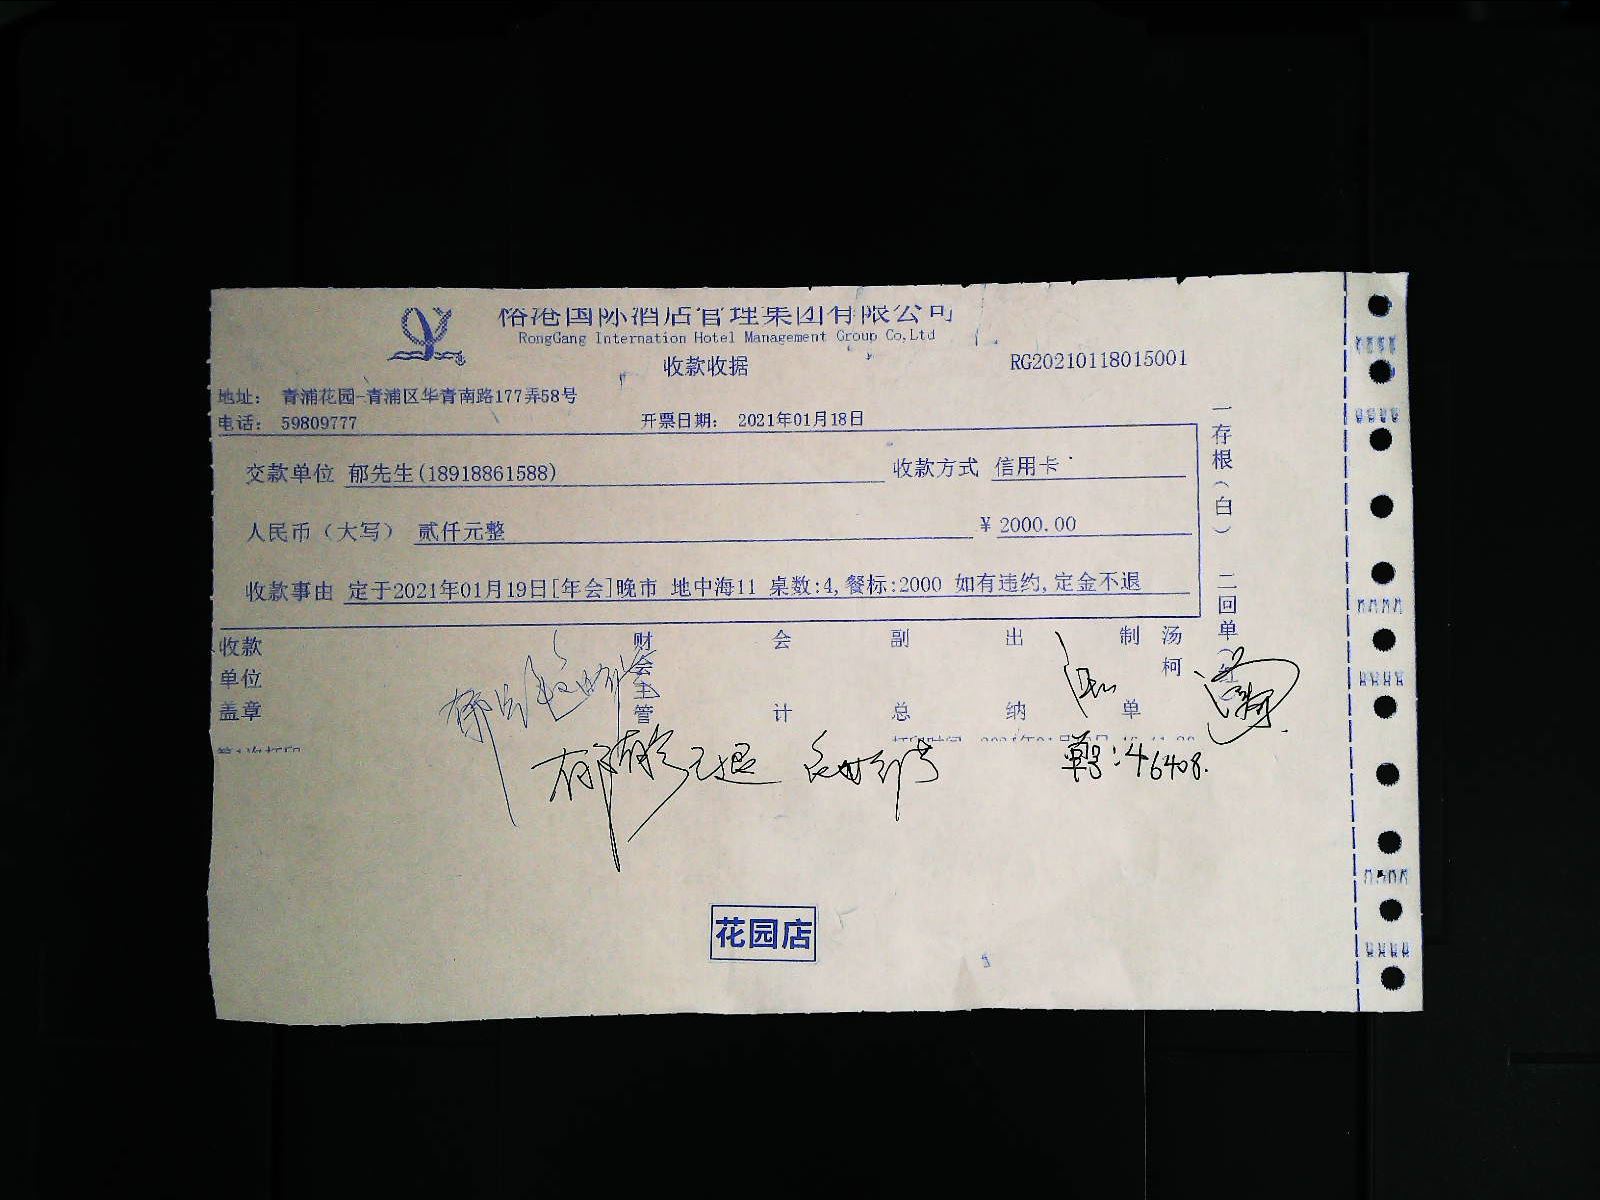 港国际酒店管理集团有限公司
RongGang Internation Hotel Management Group Co,Ltd
收款收据
RG20210118015001
地址： 青浦花园-青浦区华青南路177弄58号
电话： 59809777
开票日期： 2021年01月18日
交款单位 郁先生(18918861588)
收款方式 信用卡
人民币（大写） 贰仟元整
¥ 2000.00
收款事由 定于2021年01月19日[年会]晚市 地中海11 桌数:4,餐标:2000 如有违约,定金不退
一存根（白） 二回单（
收款单位盖章
财会主管
会计
副总
出纳
制单
汤柯
46408.
花园店